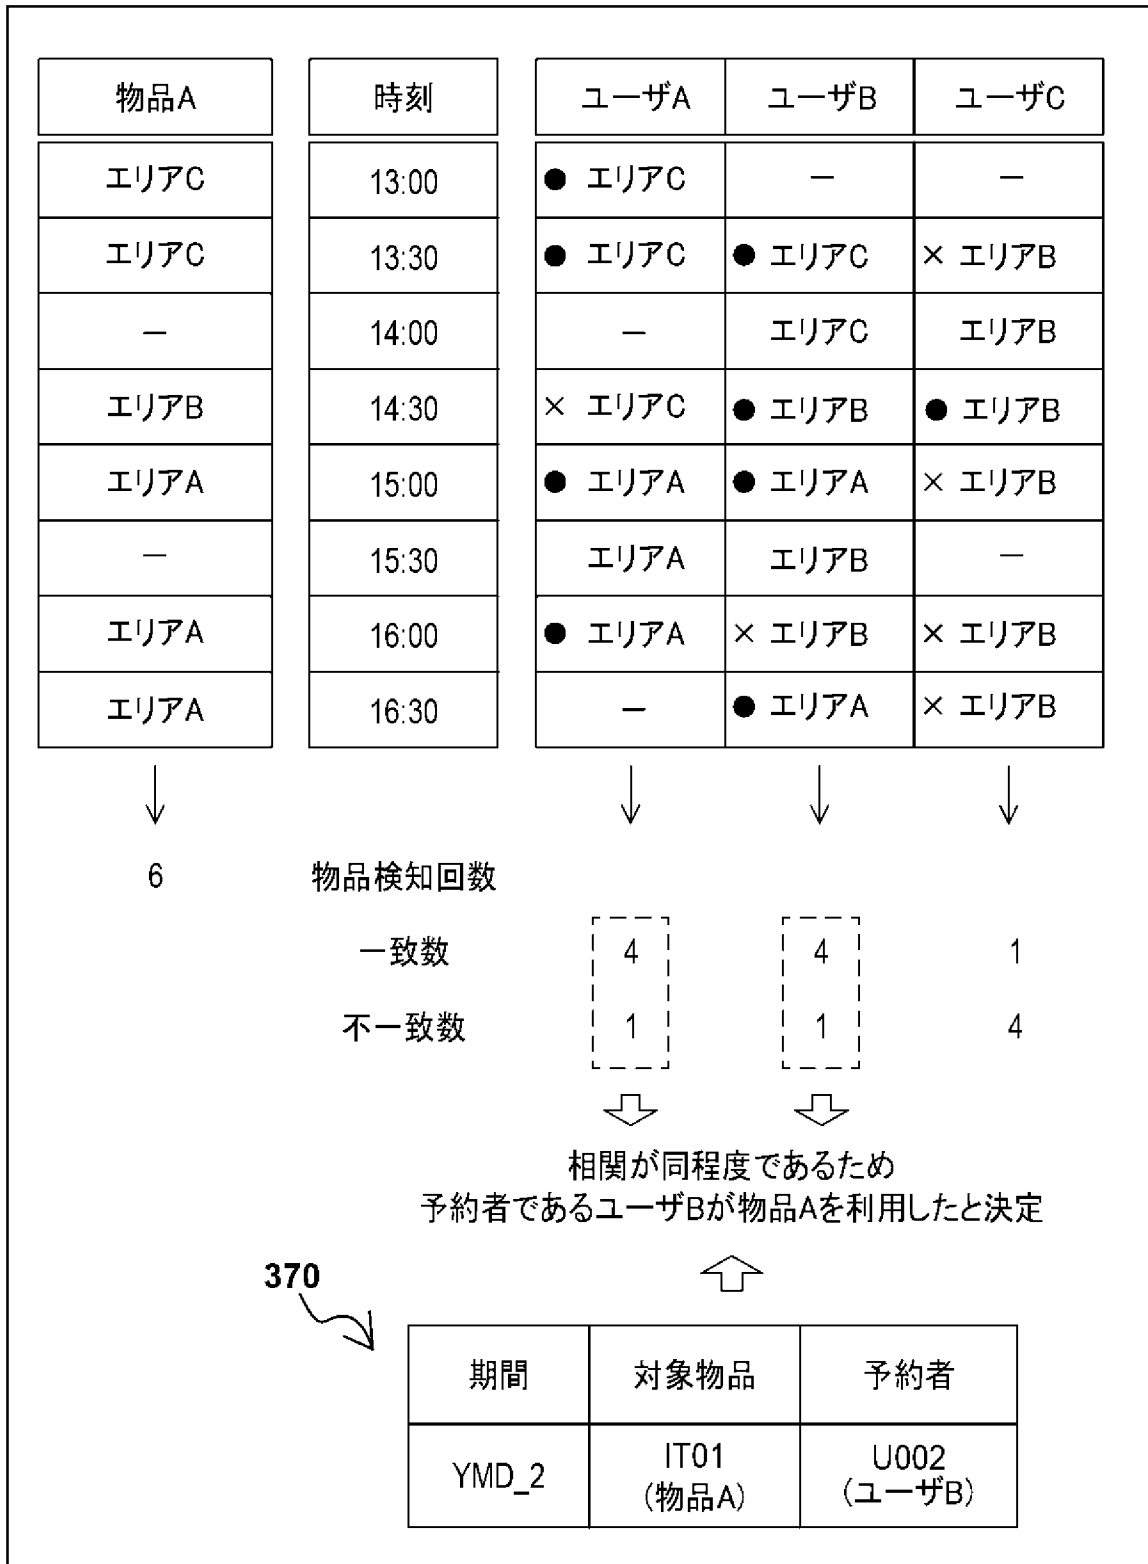 物品A 時刻 ユーザA ユーザB ユーザC
エリアC 13:00 ● エリアC － －
エリアC 13:30 ● エリアC ● エリアC × エリアB
－ 14:00 － エリアC エリアB
エリアB 14:30 × エリアC ● エリアB ● エリアB
エリアA 15:00 ● エリアA ● エリアA × エリアB
－ 15:30 エリアA エリアB －
エリアA 16:00 ● エリアA × エリアB × エリアB
エリアA 16:30 － ● エリアA × エリアB
6 物品検知回数
一致数 4 4 1
不一致数 1 1 4
相関が同程度であるため
予約者であるユーザBが物品Aを利用したと決定
370
期間 対象物品 予約者
YMD_2 IT01 U002
(物品A) (ユーザB)